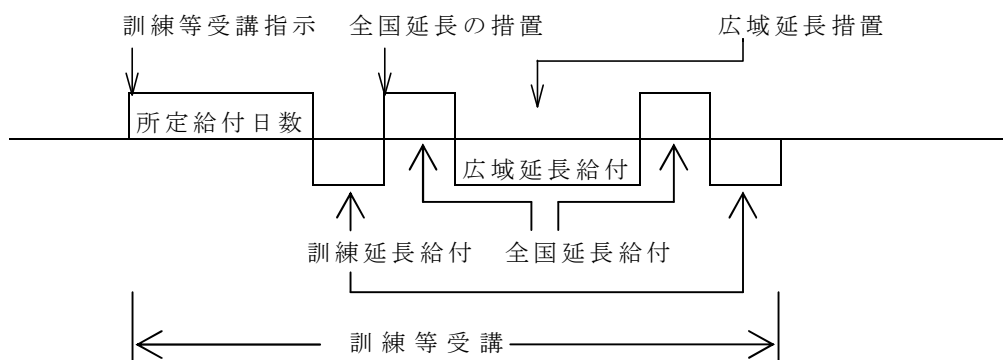 訓練等受講指示 全国延長の措置 広域延長措置
所定給付日数
広域延長給付
訓練延長給付 全国延長給付
訓練等受講